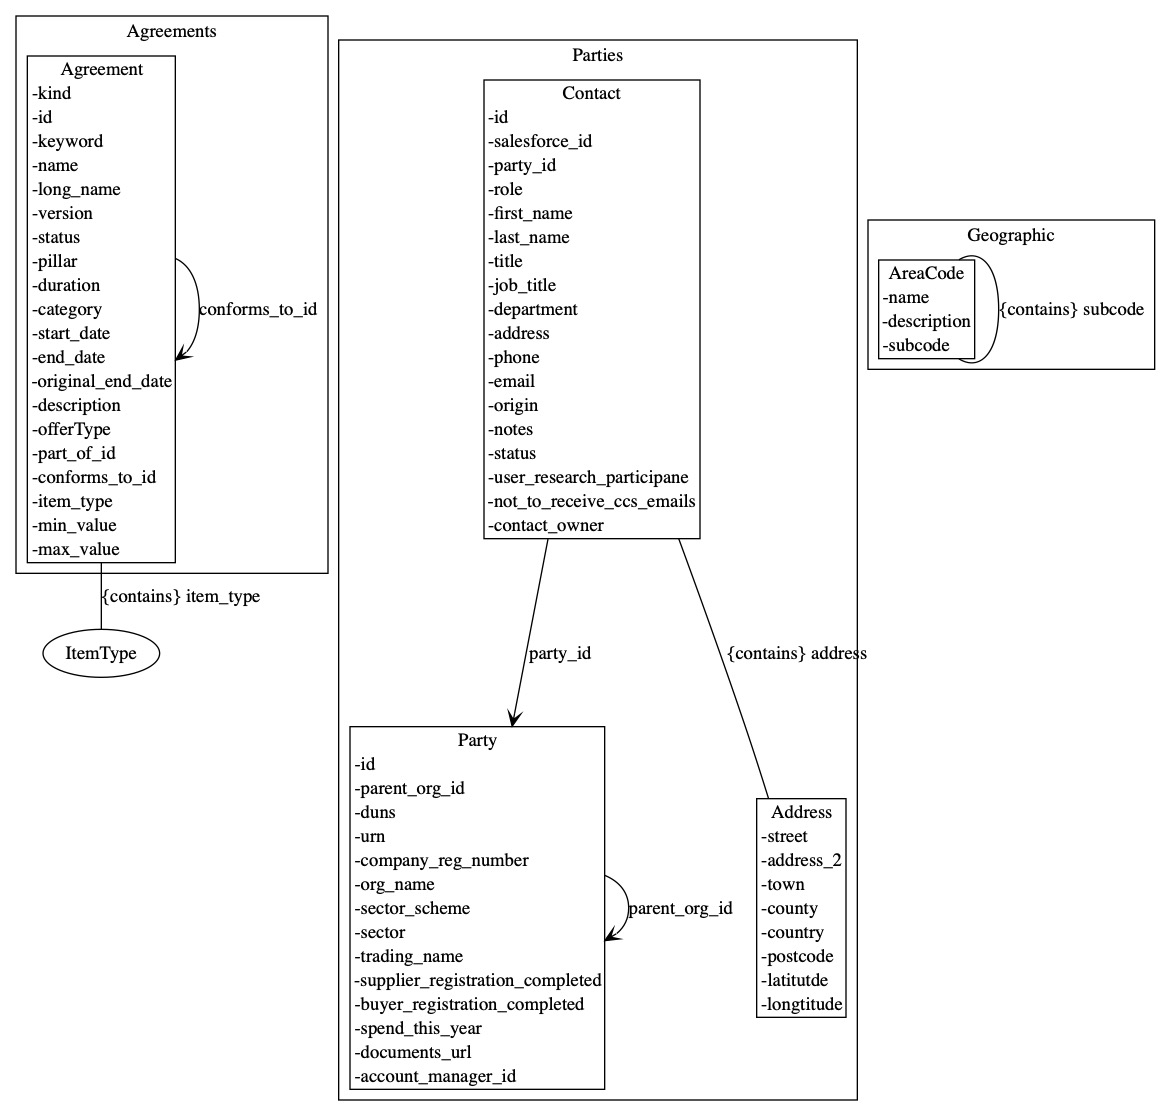 Agreements
Agreement
-kind
-id
-keyword
-name
-long_name
-version
-status
-pillar
-duration
-category
-start_date
-end_date
-original_end_date
-description
-offerType
-part_of_id
-conforms_to_id
-item_type
-min_value
-max_value
conforms_to_id
{contains} item_type
ItemType
Parties
Contact
-id
-salesforce_id
-party_id
-role
-first_name
-last_name
-title
-job_title
-department
-address
-phone
-email
-origin
-notes
-status
-user_research_participane
-not_to_receive_ccs_emails
-contact_owner
party_id
{contains} address
Party
-id
-parent_org_id
-duns
-urn
-company_reg_number
-org_name
-sector_scheme
-sector
-trading_name
-supplier_registration_completed
-buyer_registration_completed
-spend_this_year
-documents_url
-account_manager_id
parent_org_id
Address
-street
-address_2
-town
-county
-country
-postcode
-latitutde
-longtitude
Geographic
AreaCode
-name
-description
-subcode
{contains} subcode